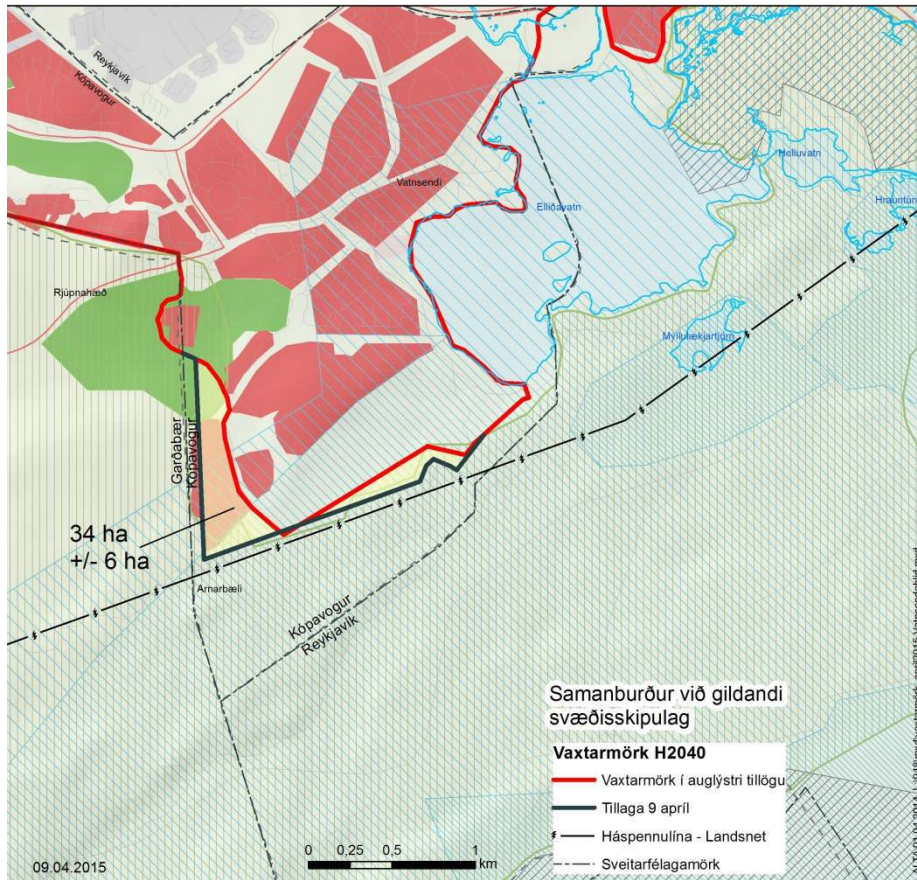 Reykjavík
Kópavogur
Vatnsendi
Helluvatn
Elliðavatn
Rjúpnahæð
Garðabær
Kópavogur
34 ha
+/- 6 ha
Arnarbæli
Kópavogur
Reykjavík
Samanburður við gildandi
svæðisskipulag
Vaxtarmörk H2040
Vaxtarmörk í auglýstri tillögu
Tillaga 9 apríl
Háspennulína - Landsnet
Sveitarfélagamörk
09.04.2015
0 0,25 0,5 1
km